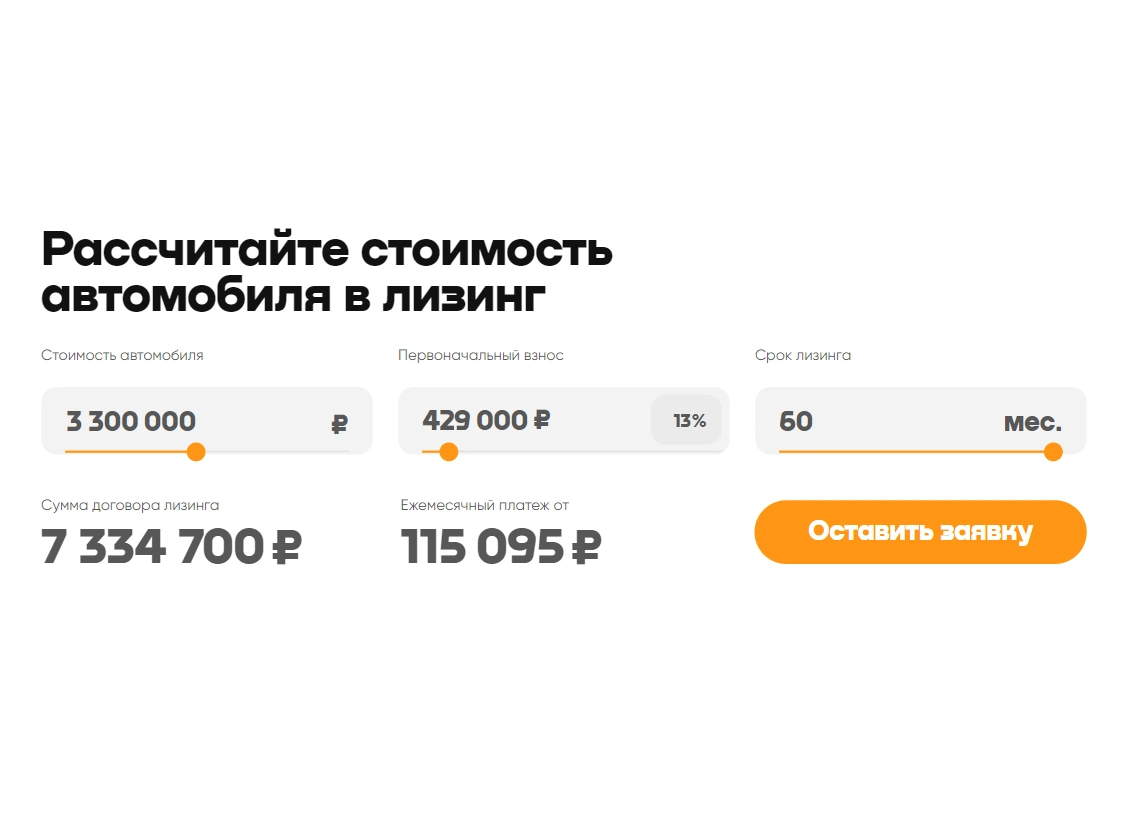 Рассчитайте стоимость
автомобиля в лизинг
Стоимость автомобиля
Первоначальный взнос
Срок лизинга
3 300 000 ₽
429 000 ₽ 13%
60 мес.
Сумма договора лизинга
7 334 700 ₽
Ежемесячный платеж от
115 095 ₽
Оставить заявку